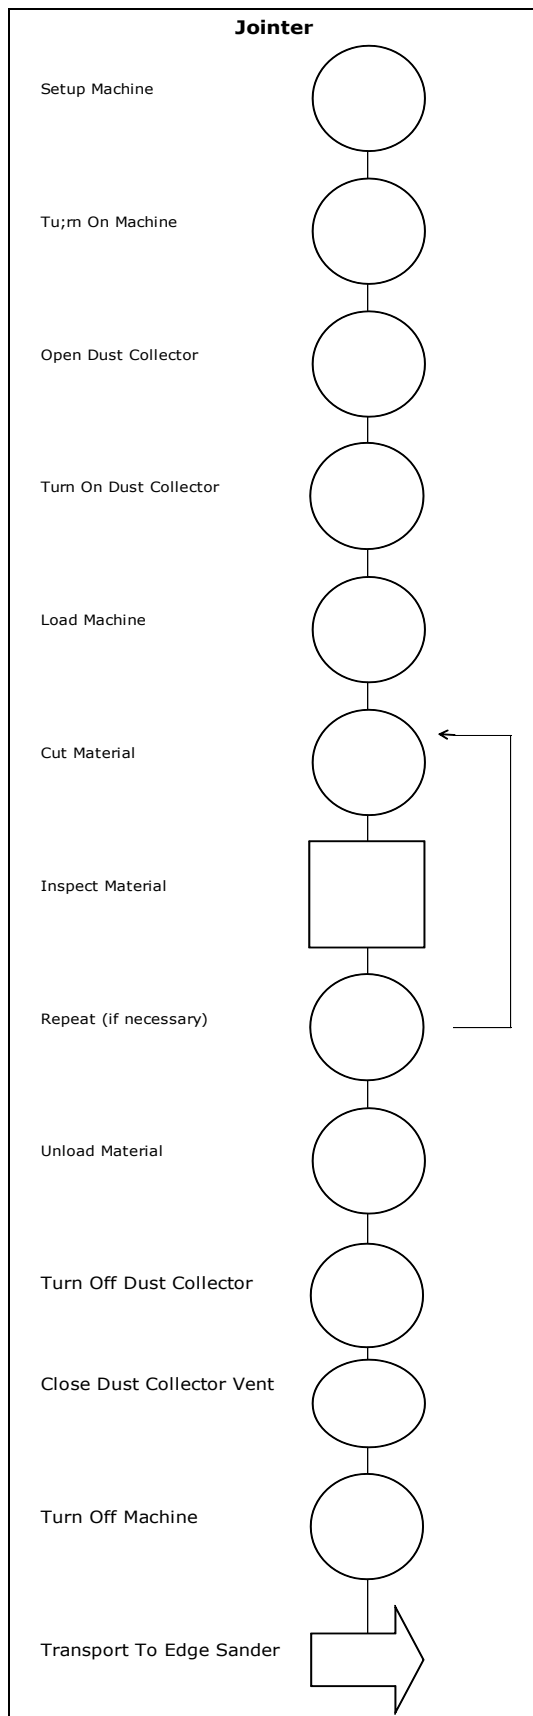 Jointer
Setup Machine
Tu;rn On Machine
Open Dust Collector
Turn On Dust Collector
Load Machine
Cut Material
Inspect Material
Repeat (if necessary)
Unload Material
Turn Off Dust Collector
Close Dust Collector Vent
Turn Off Machine
Transport To Edge Sander